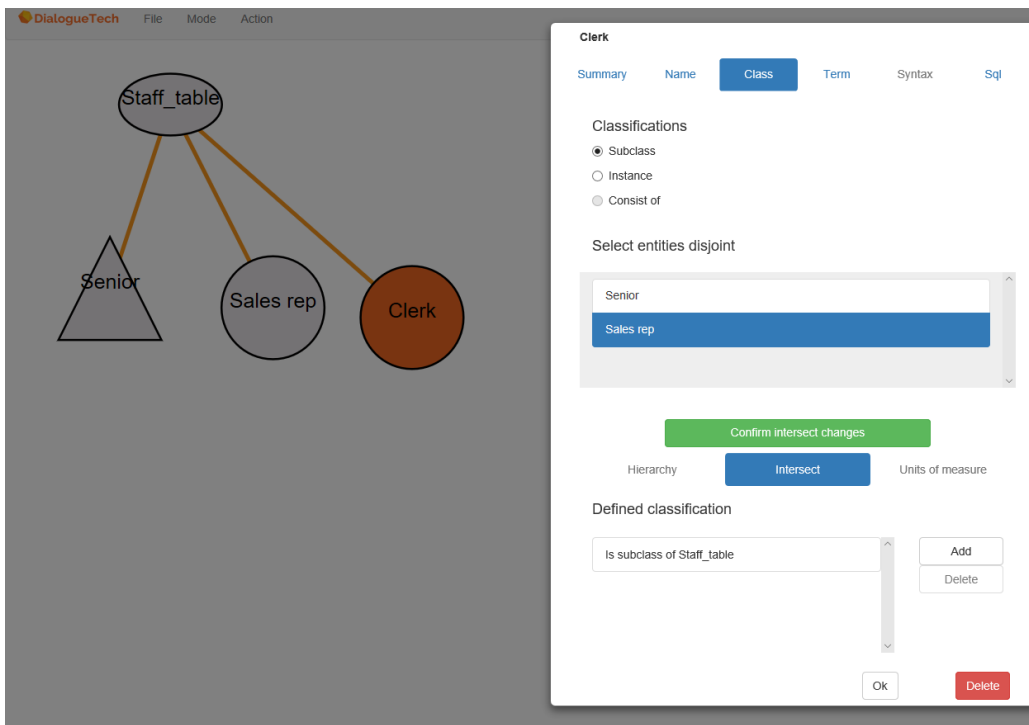 DialogueTech File Mode Action
Staff_table
Senior
Sales rep
Clerk
Clerk
Summary Name Class Term Syntax Sql
Classifications
Subclass
Instance
Consist of
Select entities disjoint
Senior
Sales rep
Confirm intersect changes
Hierarchy Intersect Units of measure
Defined classification
Is subclass of Staff_table
Add
Delete
Ok Delete